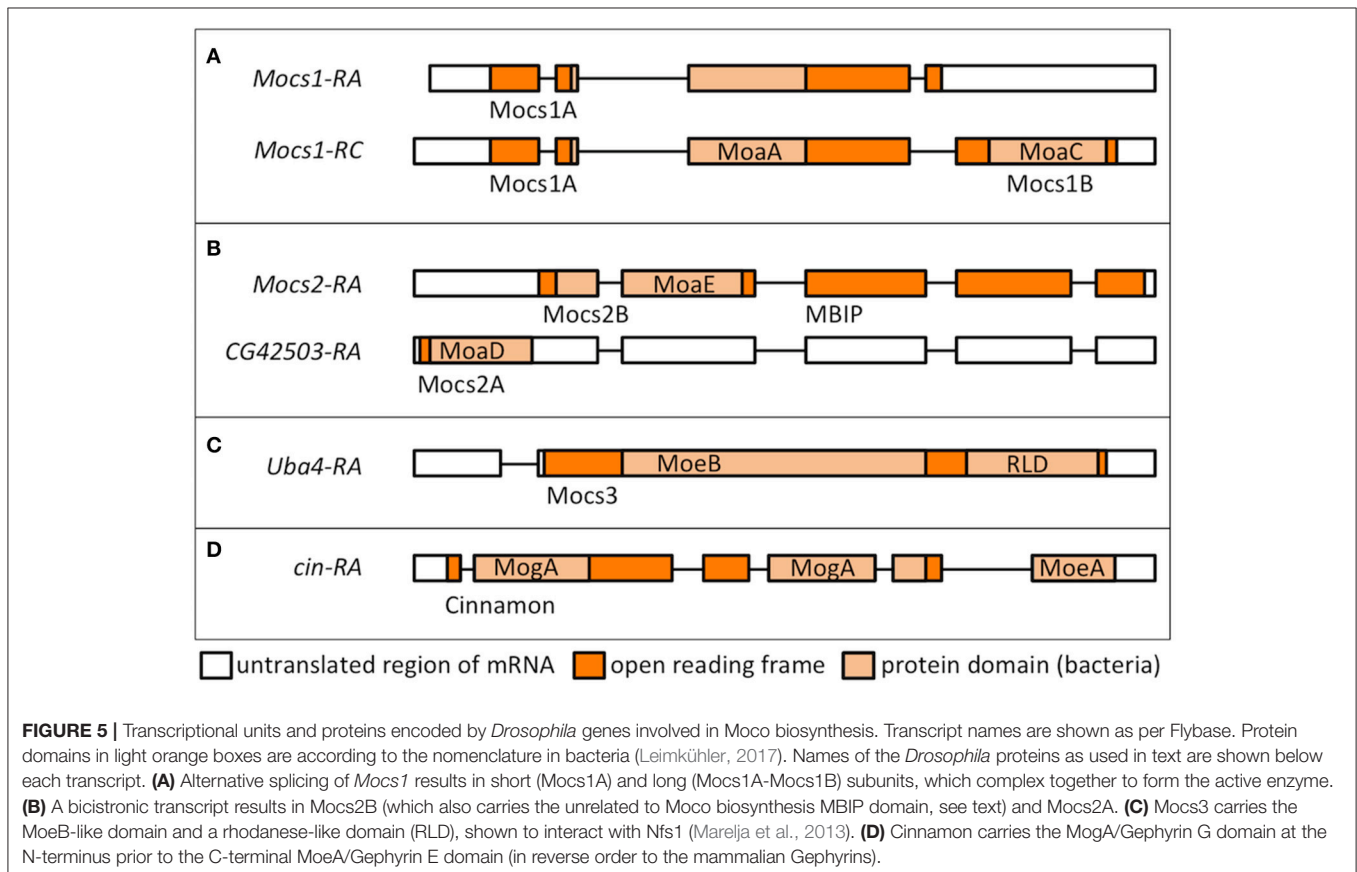 A
Mocs1-RA
Mocs1A
Mocs1-RC
MoaA
MoaC
Mocs1A
Mocs1B
B
Mocs2-RA
MoaE
Mocs2B
MBIP
CG42503-RA
MoaD
Mocs2A
C
Uba4-RA
MoeB
RLD
Mocs3
D
cin-RA
MogA
MogA
MoeA
Cinnamon
untranslated region of mRNA
open reading frame
protein domain (bacteria)
FIGURE 5 | Transcriptional units and proteins encoded by Drosophila genes involved in Moco biosynthesis. Transcript names are shown as per Flybase. Protein
domains in light orange boxes are according to the nomenclature in bacteria (Leimkühler, 2017). Names of the Drosophila proteins as used in text are shown below
each transcript. (A) Alternative splicing of Mocs1 results in short (Mocs1A) and long (Mocs1A-Mocs1B) subunits, which complex together to form the active enzyme.
(B) A bicistronic transcript results in Mocs2B (which also carries the unrelated to Moco biosynthesis MBIP domain, see text) and Mocs2A. (C) Mocs3 carries the
MoeB-like domain and a rhodanese-like domain (RLD), shown to interact with Nfs1 (Marelja et al., 2013). (D) Cinnamon carries the MogA/Gephyrin G domain at the
N-terminus prior to the C-terminal MoeA/Gephyrin E domain (in reverse order to the mammalian Gephyrins).